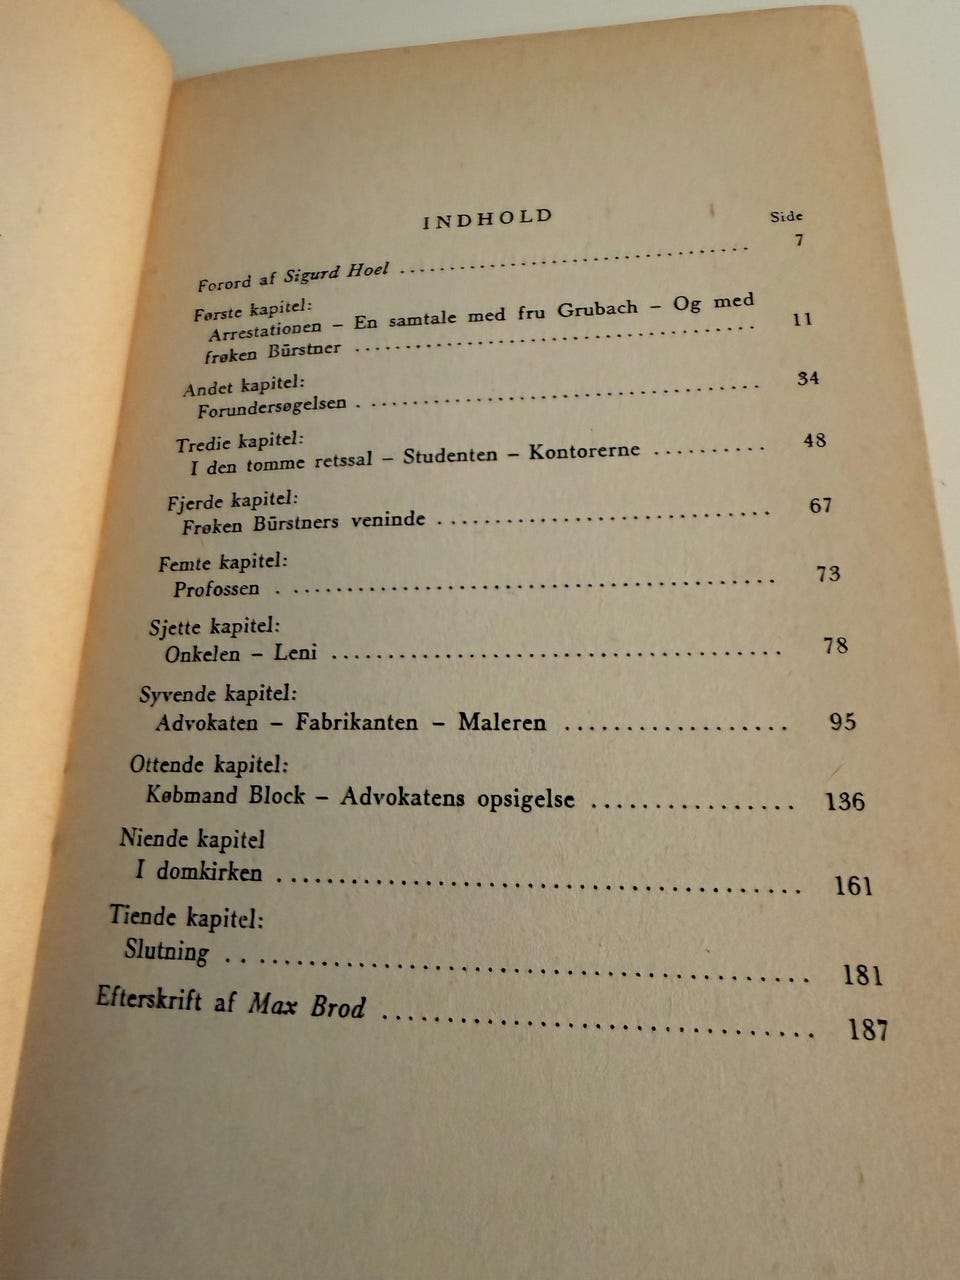 INDHOLD
Side
Forord af Sigurd Hoel ........................................ 7
Første kapitel:
Arrestationen – En samtale med fru Grubach – Og med
frøken Bürstner ........................................ 11
Andet kapitel:
Forundersøgelsen ........................................ 34
Tredie kapitel:
I den tomme retssal – Studenten – Kontorerne .......... 48
Fjerde kapitel:
Frøken Bürstners veninde ............................ 67
Femte kapitel:
Profossen ........................................ 73
Sjette kapitel:
Onkelen – Leni ........................................ 78
Syvende kapitel:
Advokaten – Fabrikanten – Maleren .................. 95
Ottende kapitel:
Købmand Block – Advokatens opsigelse ................ 136
Niende kapitel
I domkirken ........................................ 161
Tiende kapitel:
Slutning ........................................ 181
Efterskrift af Max Brod ............................ 187